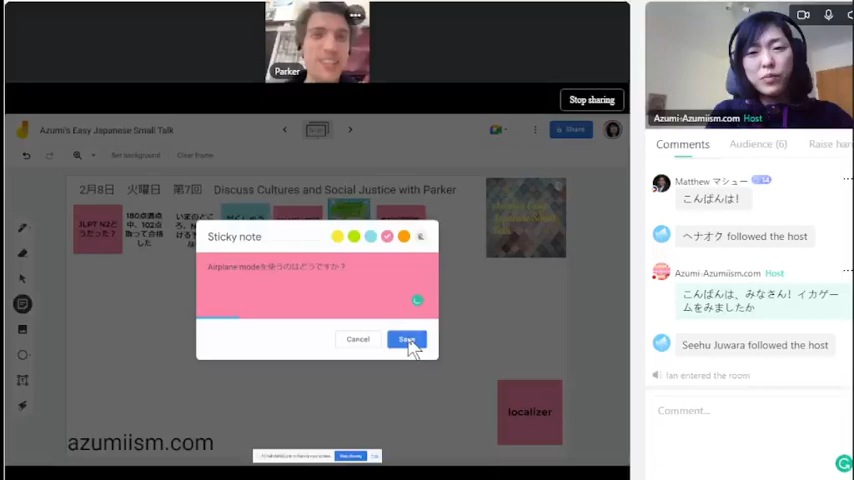 Parker
Stop sharing
Azumi's Easy Japanese Small Talk
Share
Set background
Clear frame
2月8日 火曜日 第7回 Discuss Cultures and Social Justice with Parker
JLPT N2ど
うだった?
180点満点
中、102点
取って合格
した
Sticky note
Airplane modeを使うのはどうですか?
Cancel
Save
localizer
azumiism.com
Azumi-Azumiism.com Host
Comments
Audience (6)
Raise han
Matthew マシュー
こんばんは!
ヘナオク followed the host
Azumi-Azumiism.com Host
こんばんは、みなさん!イカゲー
ムをみましたか
Seehu Juwara followed the host
Ian entered the room
Comment...